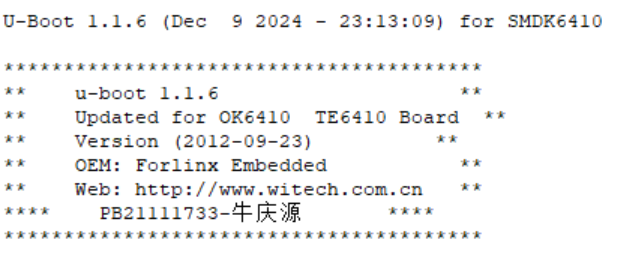 U-Boot 1.1.6 (Dec  9 2024 - 23:13:09) for SMDK6410
****************************************
**    u-boot 1.1.6                    **
**    Updated for OK6410  TE6410 Board  **
**    Version (2012-09-23)          **
**    OEM: Forlinx Embedded           **
**    Web: http://www.witech.com.cn   **
****    PB21111733-牛庆源       ****
****************************************